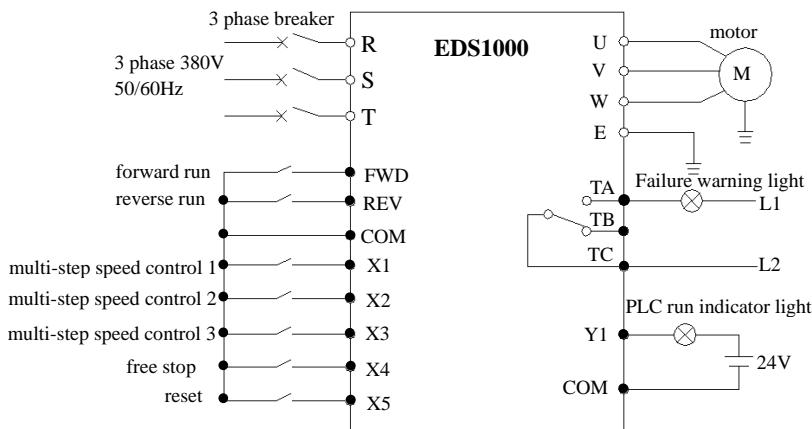 3 phase breaker
3 phase 380V
50/60Hz
R
S
T
EDS1000
U
V
W
E
motor
M
forward run
FWD
reverse run
REV
COM
multi-step speed control 1
X1
multi-step speed control 2
X2
multi-step speed control 3
X3
free stop
X4
reset
X5
TA
Failure warning light
L1
TB
TC
L2
PLC run indicator light
Y1
24V
COM